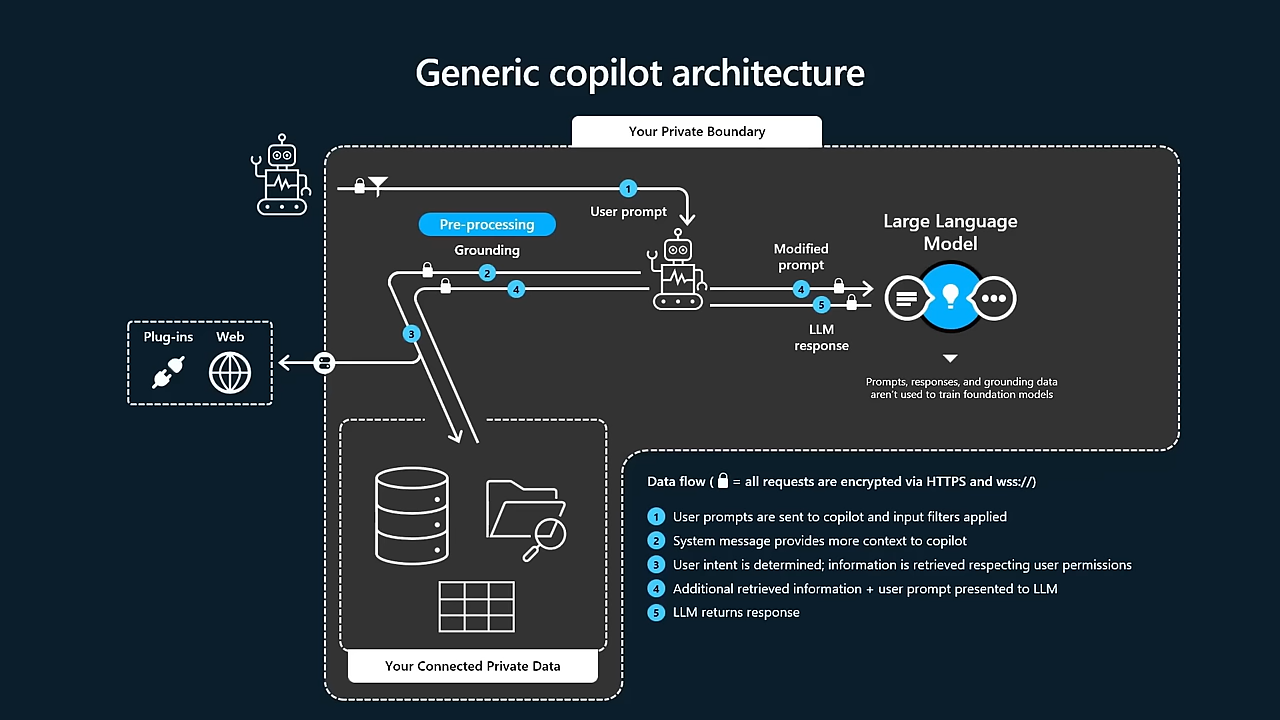 Generic copilot architecture
Your Private Boundary
1
User prompt
Pre-processing
Grounding
2
4
3
Modified
prompt
4
5
LLM
response
Large Language
Model
Prompts, responses, and grounding data
aren't used to train foundation models
Plug-ins
Web
Your Connected Private Data
Data flow ( = all requests are encrypted via HTTPS and wss://)
1 User prompts are sent to copilot and input filters applied
2 System message provides more context to copilot
3 User intent is determined; information is retrieved respecting user permissions
4 Additional retrieved information + user prompt presented to LLM
5 LLM returns response